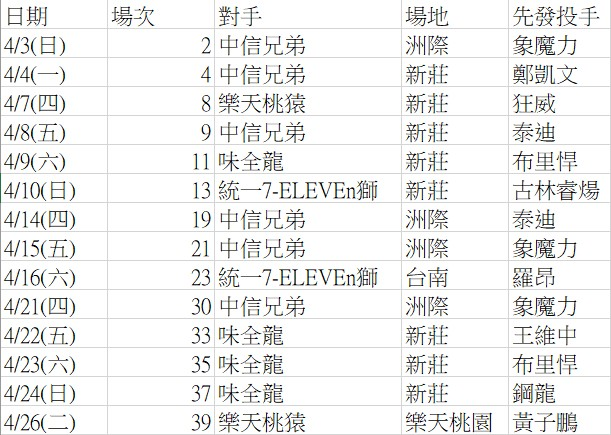 日期 場次 對手 場地 先發投手
4/3(日) 2 中信兄弟 洲際 象魔力
4/4(一) 4 中信兄弟 新莊 鄭凱文
4/7(四) 8 樂天桃猿 新莊 狂威
4/8(五) 9 中信兄弟 新莊 泰迪
4/9(六) 11 味全龍 新莊 布里悍
4/10(日) 13 統一7-ELEVEn獅 新莊 古林睿煬
4/14(四) 19 中信兄弟 洲際 泰迪
4/15(五) 21 中信兄弟 洲際 象魔力
4/16(六) 23 統一7-ELEVEn獅 台南 羅昂
4/21(四) 30 中信兄弟 洲際 象魔力
4/22(五) 33 味全龍 新莊 王維中
4/23(六) 35 味全龍 新莊 布里悍
4/24(日) 37 味全龍 新莊 鋼龍
4/26(二) 39 樂天桃猿 樂天桃園 黃子鵬